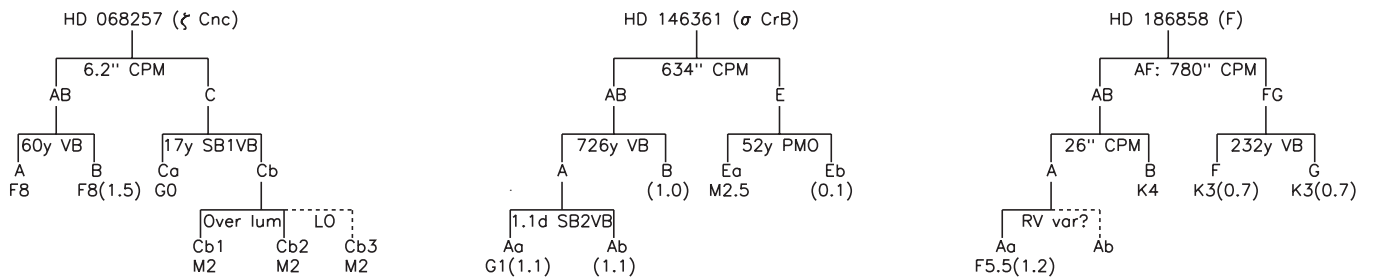 HD 068257 (ζ Cnc)
6.2" CPM
AB
C
60y VB
17y SB1VB
A
B
Ca
Cb
F8
F8(1.5)
G0
Over lum
LO
Cb1
Cb2
Cb3
M2
M2
M2
HD 146361 (σ CrB)
634" CPM
AB
E
726y VB
52y PMO
A
B
Ea
Eb
(1.0)
M2.5
(0.1)
1.1d SB2VB
Aa
Ab
G1(1.1)
(1.1)
HD 186858 (F)
AF: 780" CPM
AB
FG
26" CPM
232y VB
A
B
F
G
K4
K3(0.7)
K3(0.7)
RV var?
Aa
Ab
F5.5(1.2)